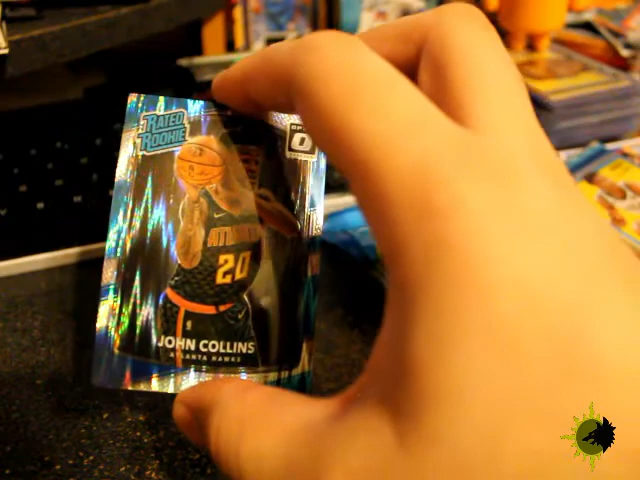 RATED
ROOKIE
O
ATLANTA
20
JOHN COLLINS
ATLANTA HAWKS